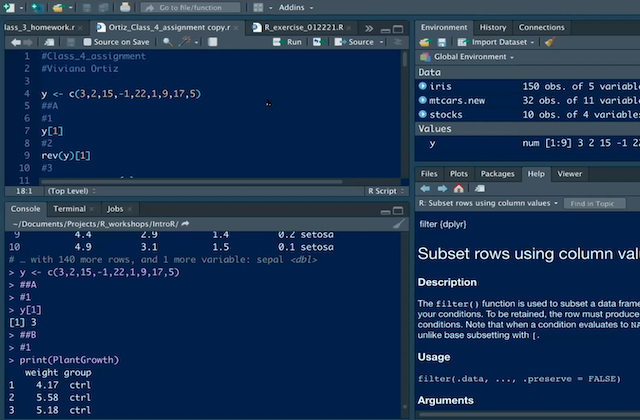 Go to file/function
Addins
lass_3_homework.r
Ortiz_Class_4_assignment copy.r
R_exercise_012221.R
Source on Save
Run
Source
1 #Class_4_assignment
2 #Viviana Ortiz
3
4 y <- c(3,2,15,-1,22,1,9,17,5)
5 ##A
6 #1
7 y[1]
8 #2
9 rev(y)[1]
10 #3
11
18:1 (Top Level) R Script
Console Terminal Jobs
~/Documents/Projects/R_workshops/IntroR/
9 4.4 2.9 1.4 0.2 setosa
10 4.9 3.1 1.5 0.1 setosa
# … with 140 more rows, and 1 more variable: sepal <dbl>
> y <- c(3,2,15,-1,22,1,9,17,5)
> ##A
> #1
> y[1]
[1] 3
> ##B
> #1
> print(PlantGrowth)
weight group
1 4.17 ctrl
2 5.58 ctrl
3 5.18 ctrl
Environment History Connections
Import Dataset
Global Environment
Data
iris 150 obs. of 5 variab
mtcars.new 32 obs. of 11 varia
stocks 10 obs. of 4 variab
Values
y num [1:9] 3 2 15 -1 22
Files Plots Packages Help Viewer
R: Subset rows using column values Find in Topic
filter {dplyr}
Subset rows using column valu
Description
The filter() function is used to subset a data frame
your conditions. To be retained, the row must produce
conditions. Note that when a condition evaluates to NA
unlike base subsetting with [.
Usage
filter(.data, ..., .preserve = FALSE)
Arguments